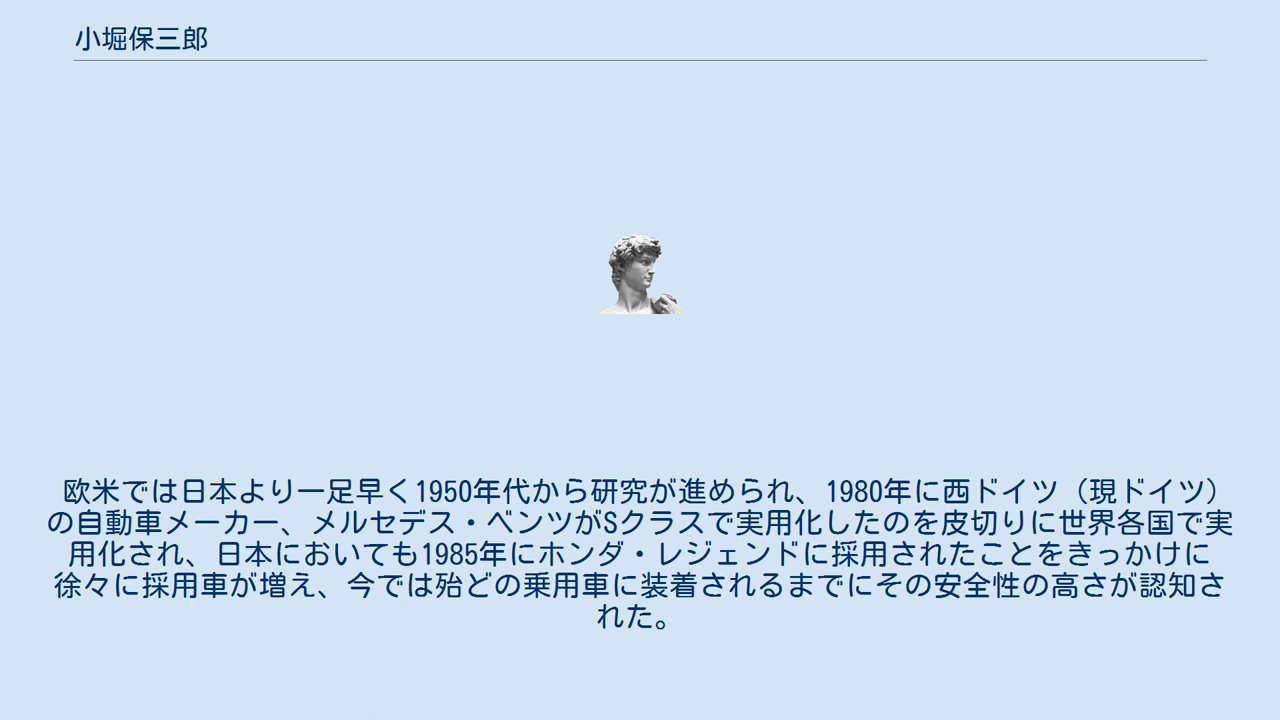 小堀保三郎
欧米では日本より一足早く1950年代から研究が進められ、1980年に西ドイツ（現ドイツ）
の自動車メーカー、メルセデス・ベンツがSクラスで実用化したのを皮切りに世界各国で実
用化され、日本においても1985年にホンダ・レジェンドに採用されたことをきっかけに
徐々に採用車が増え、今では殆どの乗用車に装着されるまでにその安全性の高さが認知さ
れた。